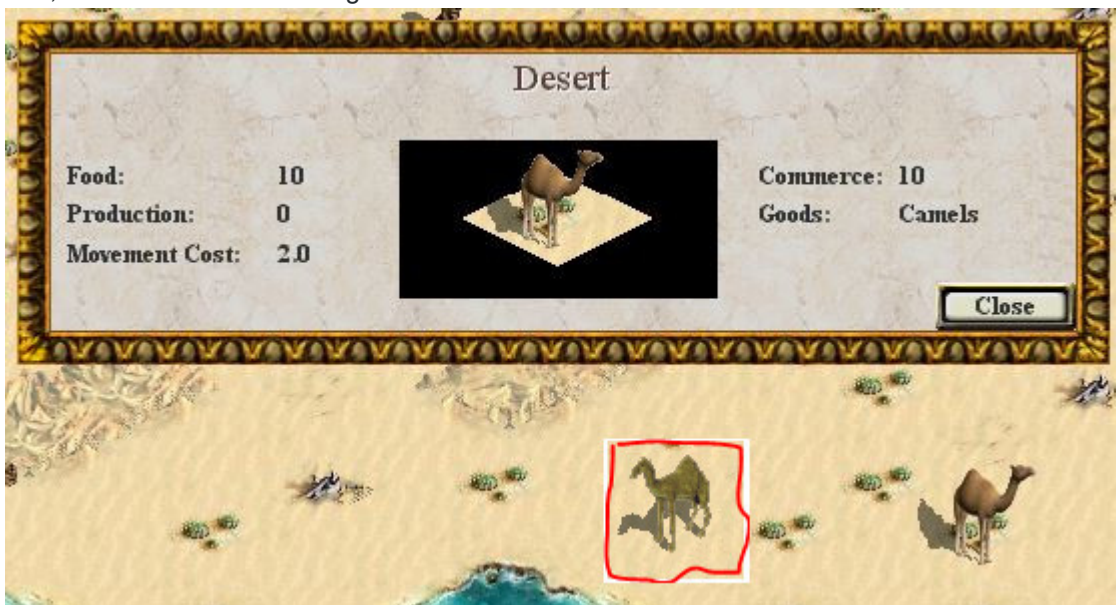 Desert
Food: 10
Production: 0
Movement Cost: 2.0
Commerce: 10
Goods: Camels
Close